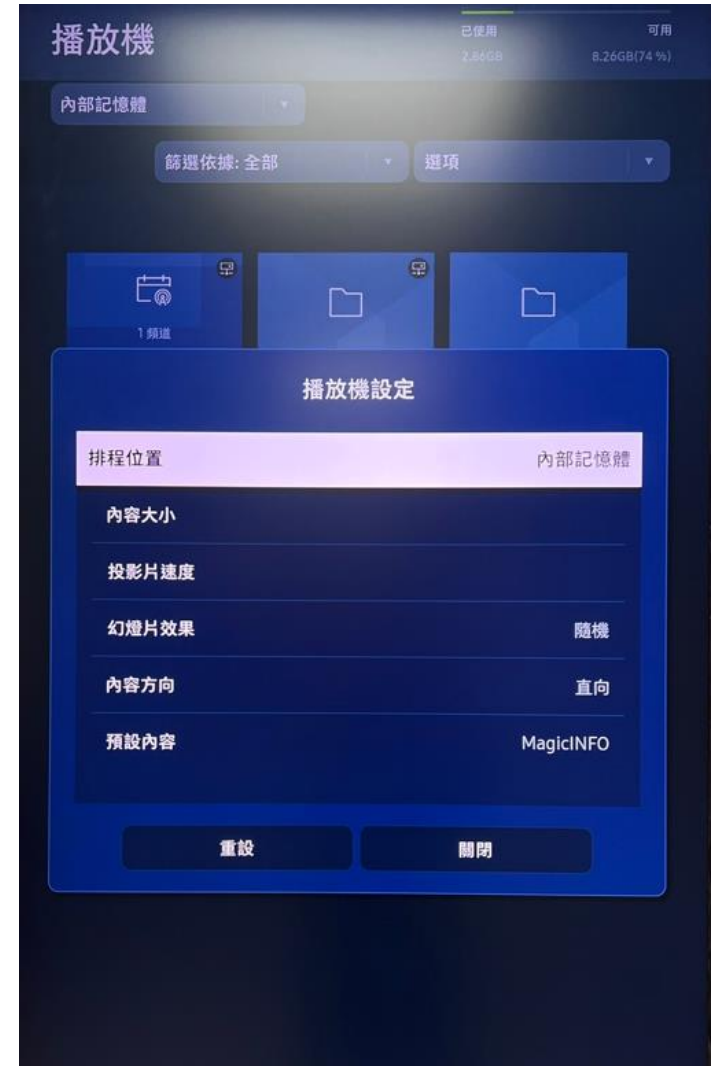 播放機
已使用 可用
2.86GB 8.26GB(74 %)
內部記憶體
篩選依據: 全部 選項
1 頻道
播放機設定
排程位置 內部記憶體
內容大小
投影片速度
幻燈片效果 隨機
內容方向 直向
預設內容 MagicINFO
重設 關閉